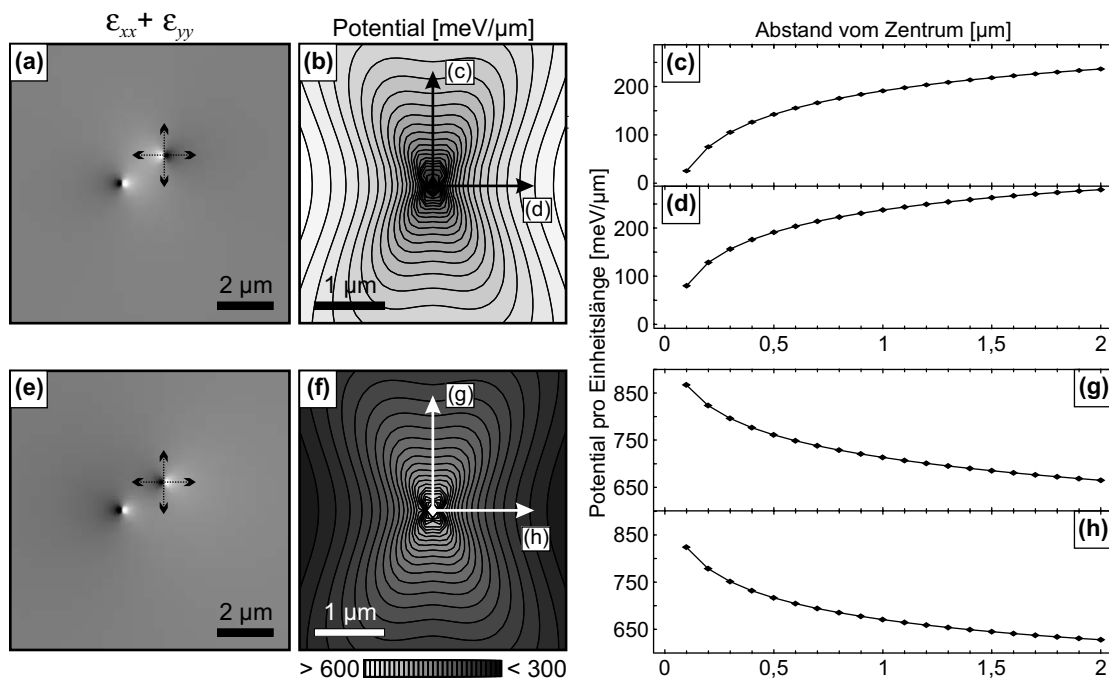 εxx + εyy
Potential [meV/µm]
(a)
2 µm
(b)
(c)
(d)
1 µm
(e)
2 µm
(f)
(g)
(h)
1 µm
> 600 < 300
Abstand vom Zentrum [µm]
Potential pro Einheitslänge [meV/µm]
(c)
200
100
0
(d)
200
100
0
0 0,5 1 1,5 2
(g)
850
750
650
(h)
850
750
650
0 0,5 1 1,5 2